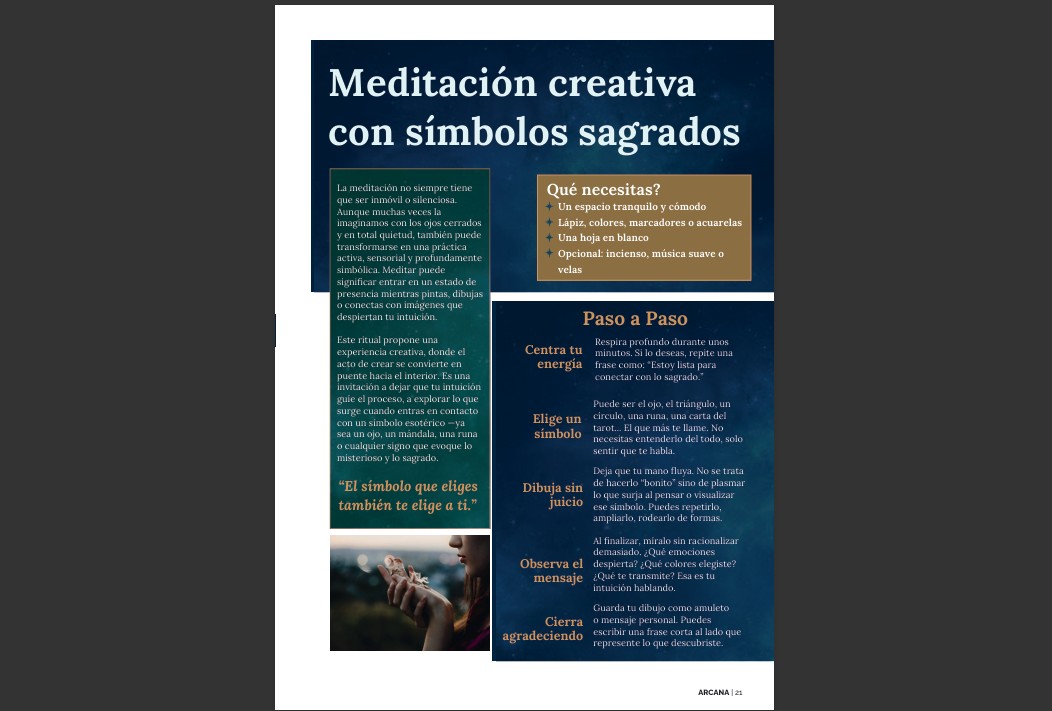 Meditación creativa
con símbolos sagrados
La meditación no siempre tiene
que ser inmóvil o silenciosa.
Aunque muchas veces la
imaginamos con los ojos cerrados
y en total quietud, también puede
transformarse en una práctica
activa, sensorial y profundamente
simbólica. Meditar puede
significar entrar en un estado de
presencia mientras pintas, dibujas
o conectas con imágenes que
despiertan tu intuición.
Este ritual propone una
experiencia creativa, donde el
acto de crear se convierte en
puente hacia el interior. Es una
invitación a dejar que tu intuición
guíe el proceso, a explorar lo que
surge cuando entras en contacto
con un símbolo esotérico —ya
sea un ojo, un mándala, una runa
o cualquier signo que evoque lo
misterioso y lo sagrado.
“El símbolo que eliges
también te elige a ti.”
Qué necesitas?
Un espacio tranquilo y cómodo
Lápiz, colores, marcadores o acuarelas
Una hoja en blanco
Opcional: incienso, música suave o
velas
Paso a Paso
Centra tu
energía
Respira profundo durante unos
minutos. Si lo deseas, repite una
frase como: “Estoy lista para
conectar con lo sagrado.”
Elige un
símbolo
Puede ser el ojo, el triángulo, un
círculo, una runa, una carta del
tarot... El que más te llame. No
necesitas entenderlo del todo, solo
sentir que te habla.
Dibuja sin
juicio
Deja que tu mano fluya. No se trata
de hacerlo “bonito” sino de plasmar
lo que surja al pensar o visualizar
ese símbolo. Puedes repetirlo,
ampliarlo, rodearlo de formas.
Observa el
mensaje
Al finalizar, míralo sin racionalizar
demasiado. ¿Qué emociones
despierta? ¿Qué colores elegiste?
¿Qué te transmite? Esa es tu
intuición hablando.
Cierra
agradeciendo
Guarda tu dibujo como amuleto
o mensaje personal. Puedes
escribir una frase corta al lado que
represente lo que descubriste.
ARCANA | 21